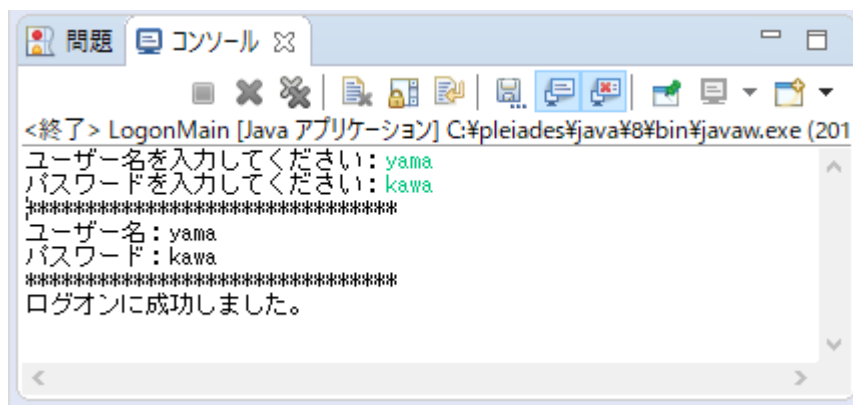 問題 コンソール
<終了> LogonMain [Java アプリケーション] C:¥pleiades¥java¥8¥bin¥javaw.exe (201
ユーザー名を入力してください：yama
パスワードを入力してください：kawa
*******************************
ユーザー名：yama
パスワード：kawa
*******************************
ログオンに成功しました。